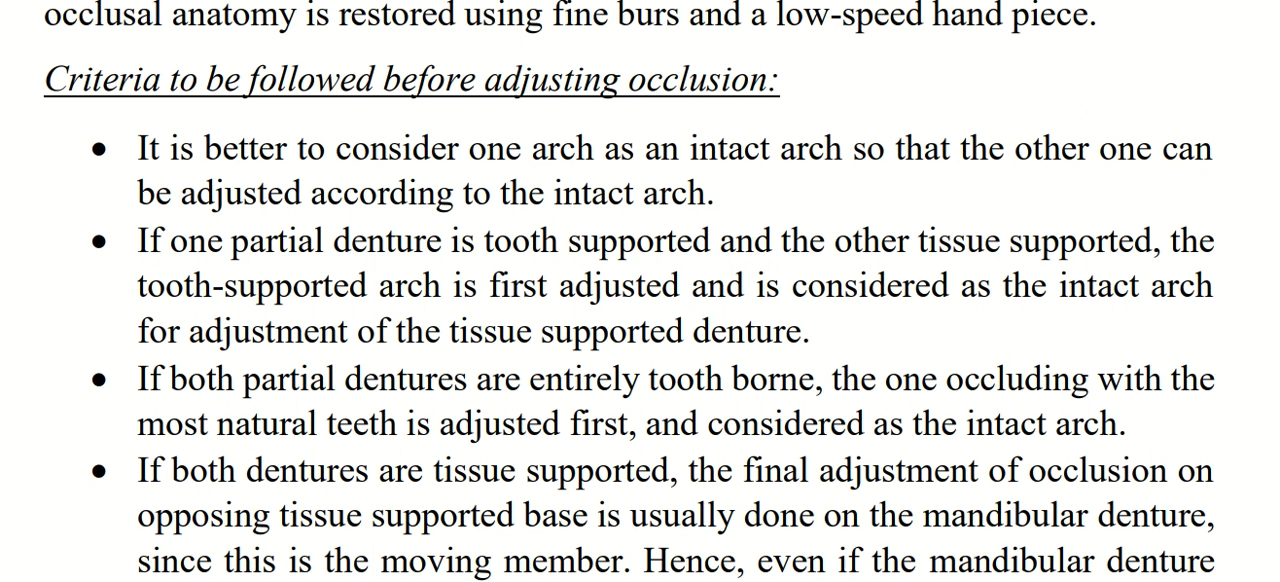 occlusal anatomy is restored using fine burs and a low-speed hand piece.
Criteria to be followed before adjusting occlusion:
• It is better to consider one arch as an intact arch so that the other one can
be adjusted according to the intact arch.
• If one partial denture is tooth supported and the other tissue supported, the
tooth-supported arch is first adjusted and is considered as the intact arch
for adjustment of the tissue supported denture.
• If both partial dentures are entirely tooth borne, the one occluding with the
most natural teeth is adjusted first, and considered as the intact arch.
• If both dentures are tissue supported, the final adjustment of occlusion on
opposing tissue supported base is usually done on the mandibular denture,
since this is the moving member. Hence, even if the mandibular denture